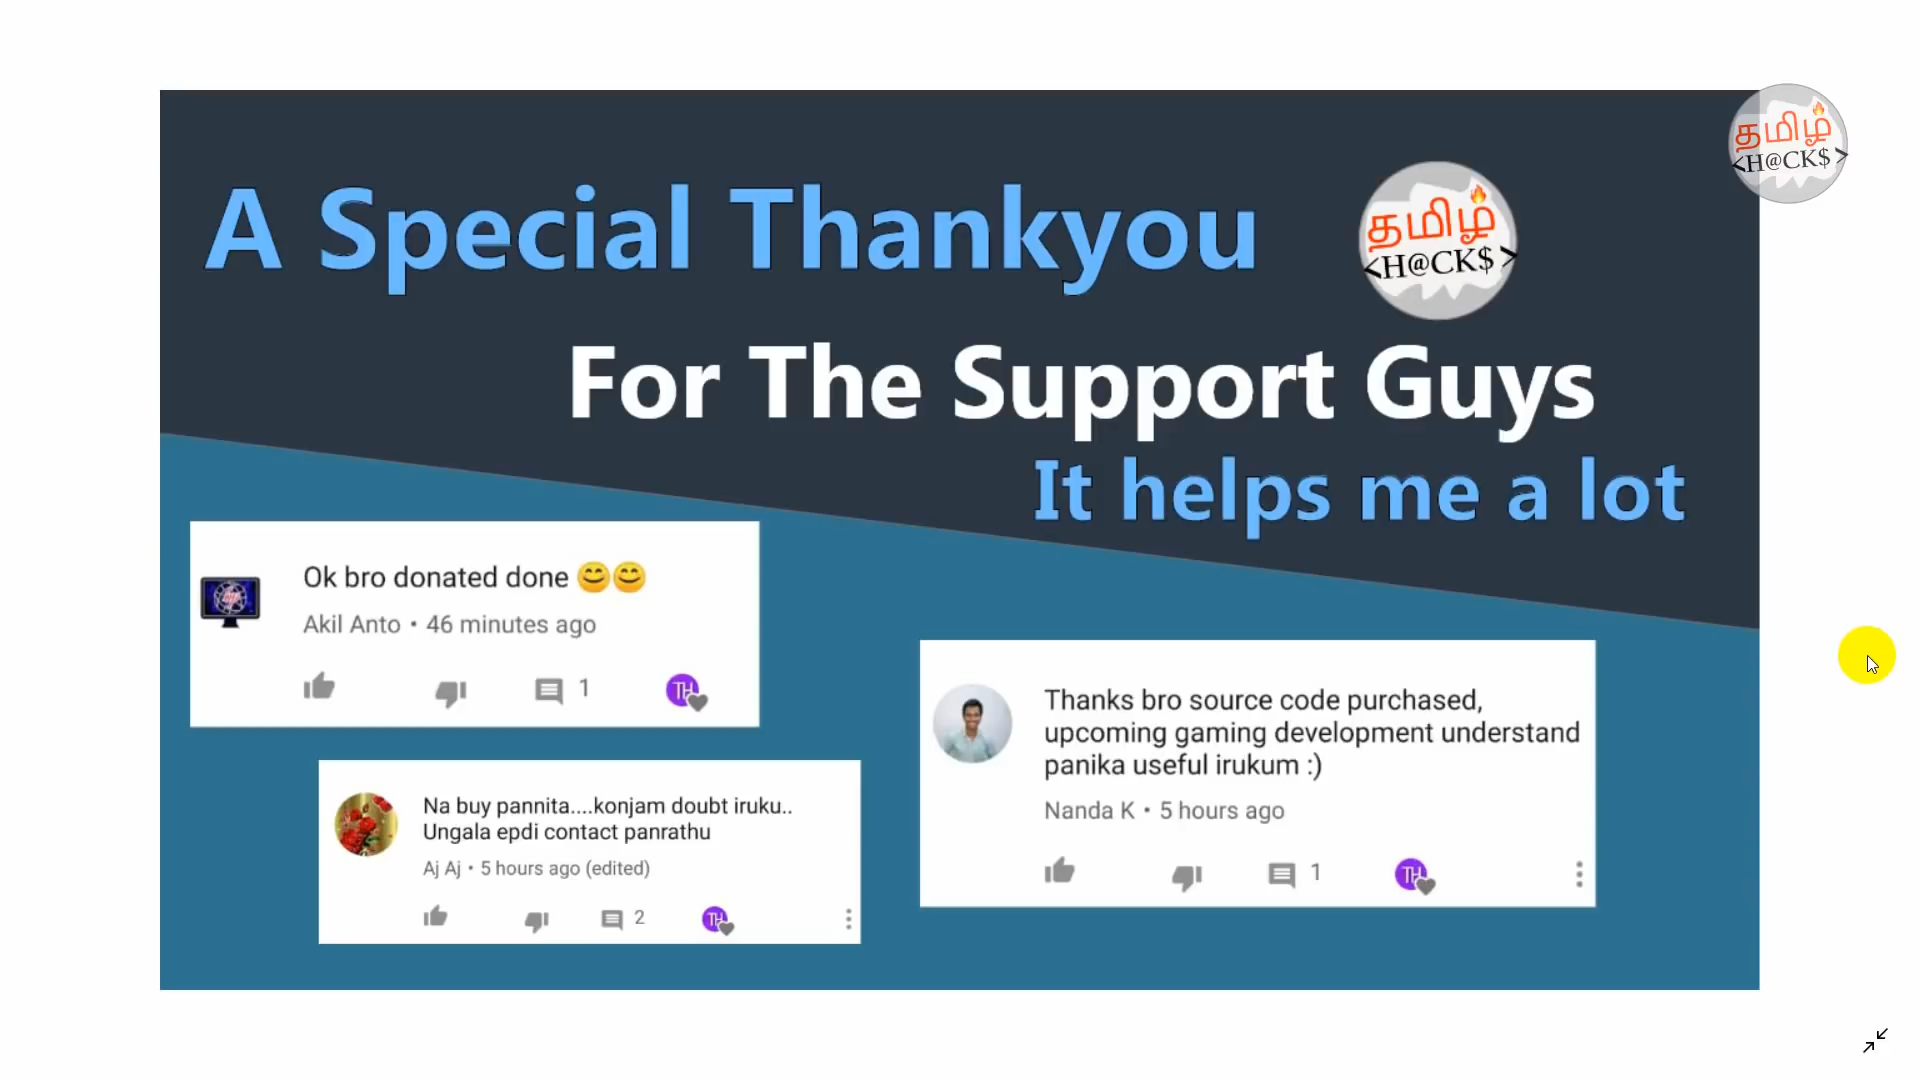 தமிழ்
<H@CK$>
A Special Thankyou
தமிழ்
<H@CK$>
For The Support Guys
It helps me a lot
Ok bro donated done 😊😊
Akil Anto • 46 minutes ago
1
TH
Thanks bro source code purchased,
upcoming gaming development understand
panika useful irukum :)
Nanda K • 5 hours ago
1
TH
Na buy pannita....konjam doubt iruku..
Ungala epdi contact panrathu
Aj Aj • 5 hours ago (edited)
2
TH